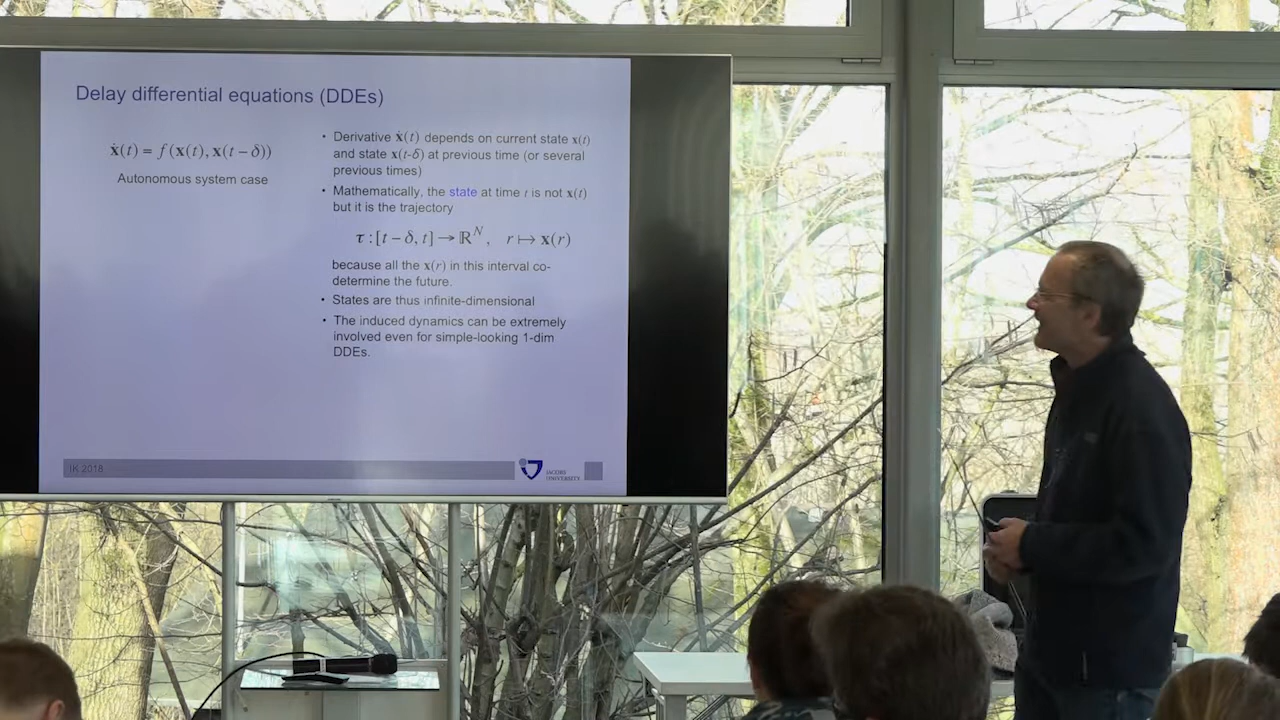 Delay differential equations (DDEs)
ẋ(t) = f(x(t), x(t − δ))
Autonomous system case
• Derivative ẋ(t) depends on current state x(t)
and state x(t-δ) at previous time (or several
previous times)
• Mathematically, the state at time t is not x(t)
but it is the trajectory
τ : [t − δ, t] → ℝᴺ, r ↦ x(r)
because all the x(r) in this interval co-
determine the future.
• States are thus infinite-dimensional
• The induced dynamics can be extremely
involved even for simple-looking 1-dim
DDEs.
IK 2018
JACOBS
UNIVERSITY